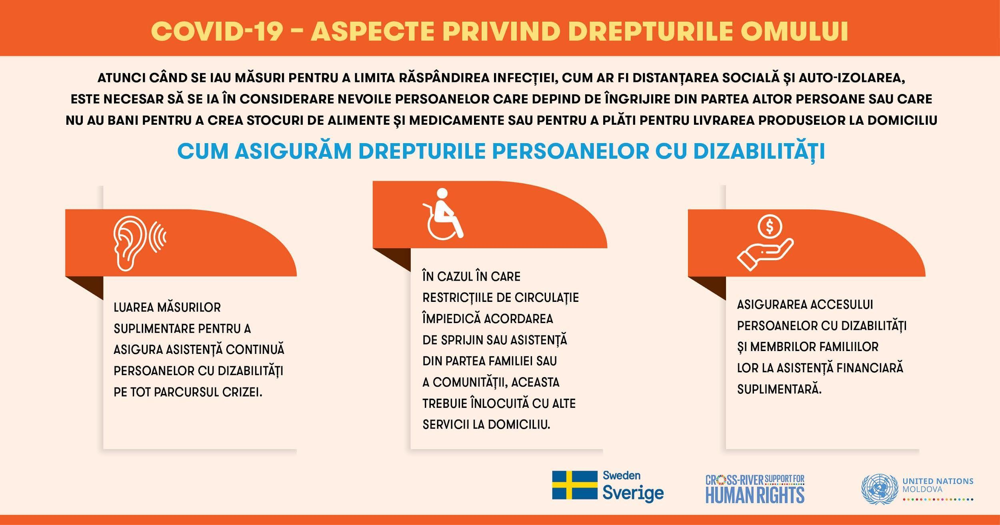 COVID-19 – ASPECTE PRIVIND DREPTURILE OMULUI
ATUNCI CÂND SE IAU MĂSURI PENTRU A LIMITA RĂSPÂNDIREA INFECȚIEI, CUM AR FI DISTANȚAREA SOCIALĂ ȘI AUTO-IZOLAREA,
ESTE NECESAR SĂ SE IA ÎN CONSIDERARE NEVOILE PERSOANELOR CARE DEPIND DE ÎNGRIJIRE DIN PARTEA ALTOR PERSOANE SAU CARE
NU AU BANI PENTRU A CREA STOCURI DE ALIMENTE ȘI MEDICAMENTE SAU PENTRU A PLĂTI PENTRU LIVRAREA PRODUSELOR LA DOMICILIU
CUM ASIGURĂM DREPTURILE PERSOANELOR CU DIZABILITĂȚI
LUAREA MĂSURILOR
SUPLIMENTARE PENTRU A
ASIGURA ASISTENȚĂ CONTINUĂ
PERSOANELOR CU DIZABILITĂȚI
PE TOT PARCURSUL CRIZEI.
ÎN CAZUL ÎN CARE
RESTRICȚIILE DE CIRCULAȚIE
ÎMPIEDICĂ ACORDAREA
DE SPRIJIN SAU ASISTENȚĂ
DIN PARTEA FAMILIEI SAU
A COMUNITĂȚII, ACEASTA
TREBUIE ÎNLOCUITĂ CU ALTE
SERVICII LA DOMICILIU.
$
ASIGURAREA ACCESULUI
PERSOANELOR CU DIZABILITĂȚI
ȘI MEMBRILOR FAMILIILOR
LOR LA ASISTENȚĂ FINANCIARĂ
SUPLIMENTARĂ.
Sweden
Sverige
CROSS-RIVER SUPPORT FOR
HUMAN RIGHTS
UNITED NATIONS
MOLDOVA